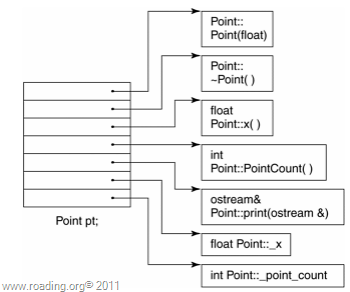 Point::
Point(float)
Point::
~Point( )
float
Point::x( )
int
Point::PointCount( )
ostream&
Point::print(ostream &)
float Point::_x
int Point::_point_count
Point pt;
www.roading.org® 2011